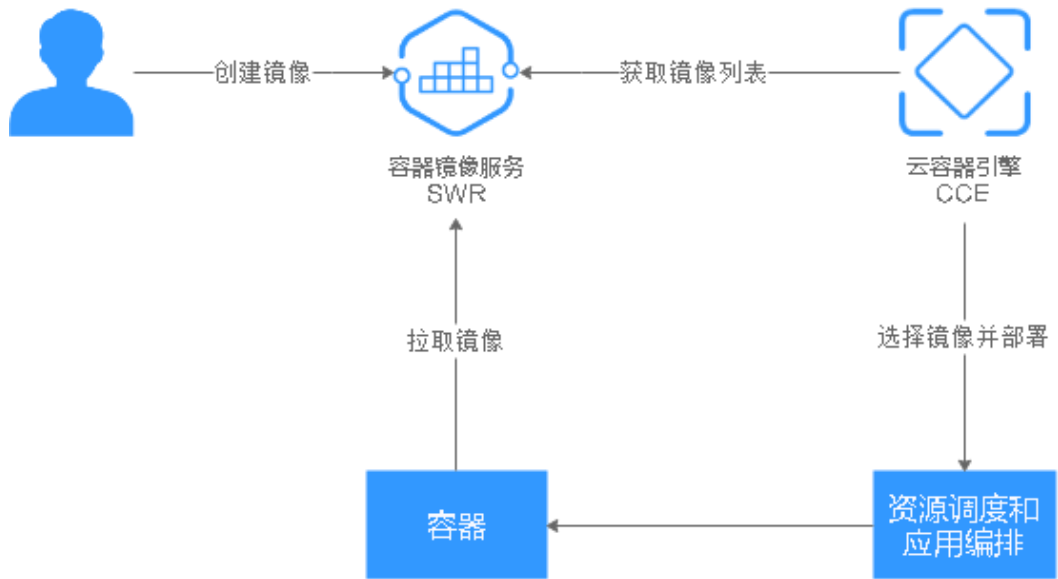 创建镜像
获取镜像列表
容器镜像服务
SWR
云容器引擎
CCE
拉取镜像
选择镜像并部署
容器
资源调度和
应用编排